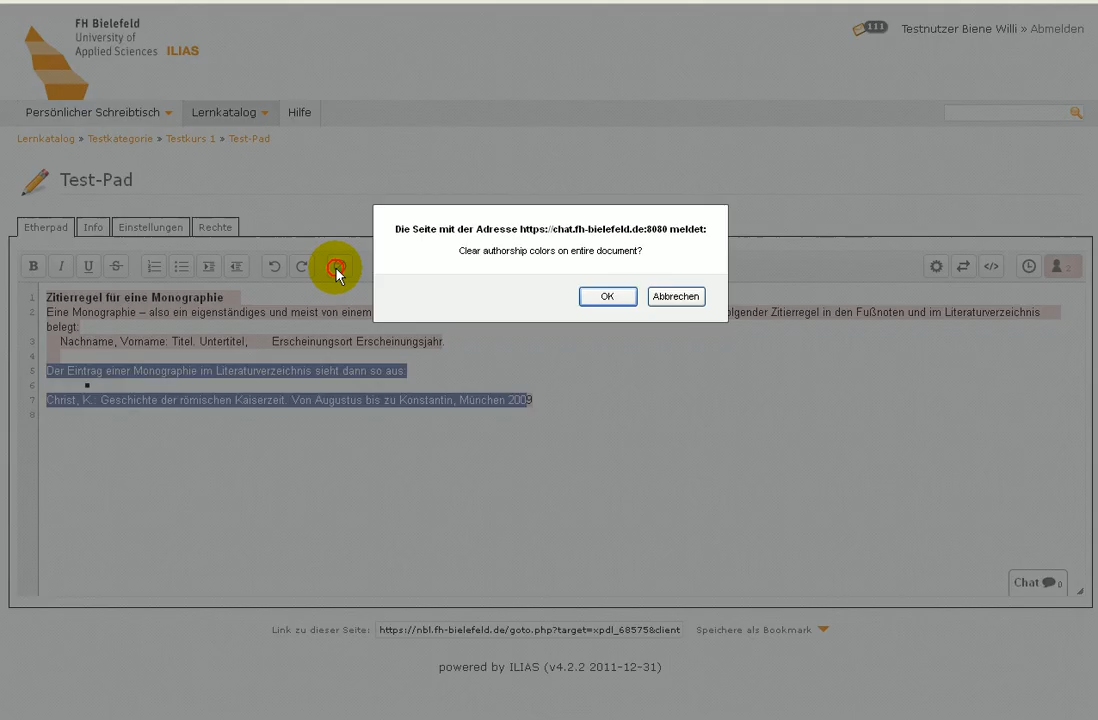 FH Bielefeld
University of
Applied Sciences ILIAS
111 Testnutzer Biene Willi » Abmelden
Persönlicher Schreibtisch Lernkatalog Hilfe
Lernkatalog » Testkategorie » Testkurs 1 » Test-Pad
Test-Pad
Etherpad Info Einstellungen Rechte
Die Seite mit der Adresse https://chat.fh-bielefeld.de:8080 meldet:
Clear authorship colors on entire document?
OK Abbrechen
B I U S </> 2
1 Zitierregel für eine Monographie
2 Eine Monographie – also ein eigenständiges und meist von einem lgender Zitierregel in den Fußnoten und im Literaturverzeichnis
belegt:
3 Nachname, Vorname: Titel. Untertitel, Erscheinungsort Erscheinungsjahr.
4
5 Der Eintrag einer Monographie im Literaturverzeichnis sieht dann so aus:
6
7 Christ, K.: Geschichte der römischen Kaiserzeit. Von Augustus bis zu Konstantin, München 2009
8
Chat 0
Link zu dieser Seite: https://nbl.fh-bielefeld.de/goto.php?target=xpdl_68575&client Speichere als Bookmark
powered by ILIAS (v4.2.2 2011-12-31)